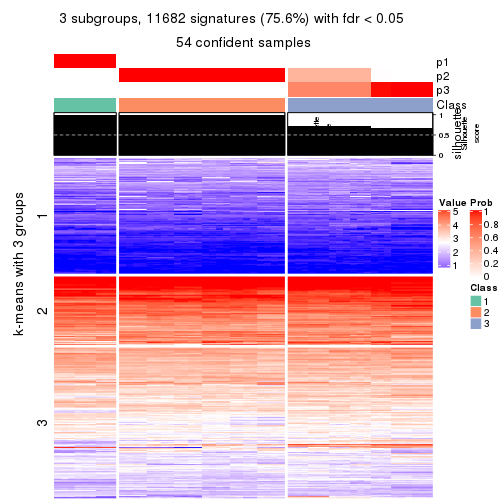 3 subgroups, 11682 signatures (75.6%) with fdr < 0.05
54 confident samples
p1
p2
p3
Class
1
0.5
0
silhouette
Silhouette
score
k-means with 3 groups
1
2
3
Value
5
4
3
2
1
Prob
1
0.8
0.6
0.4
0.2
0
Class
1
2
3